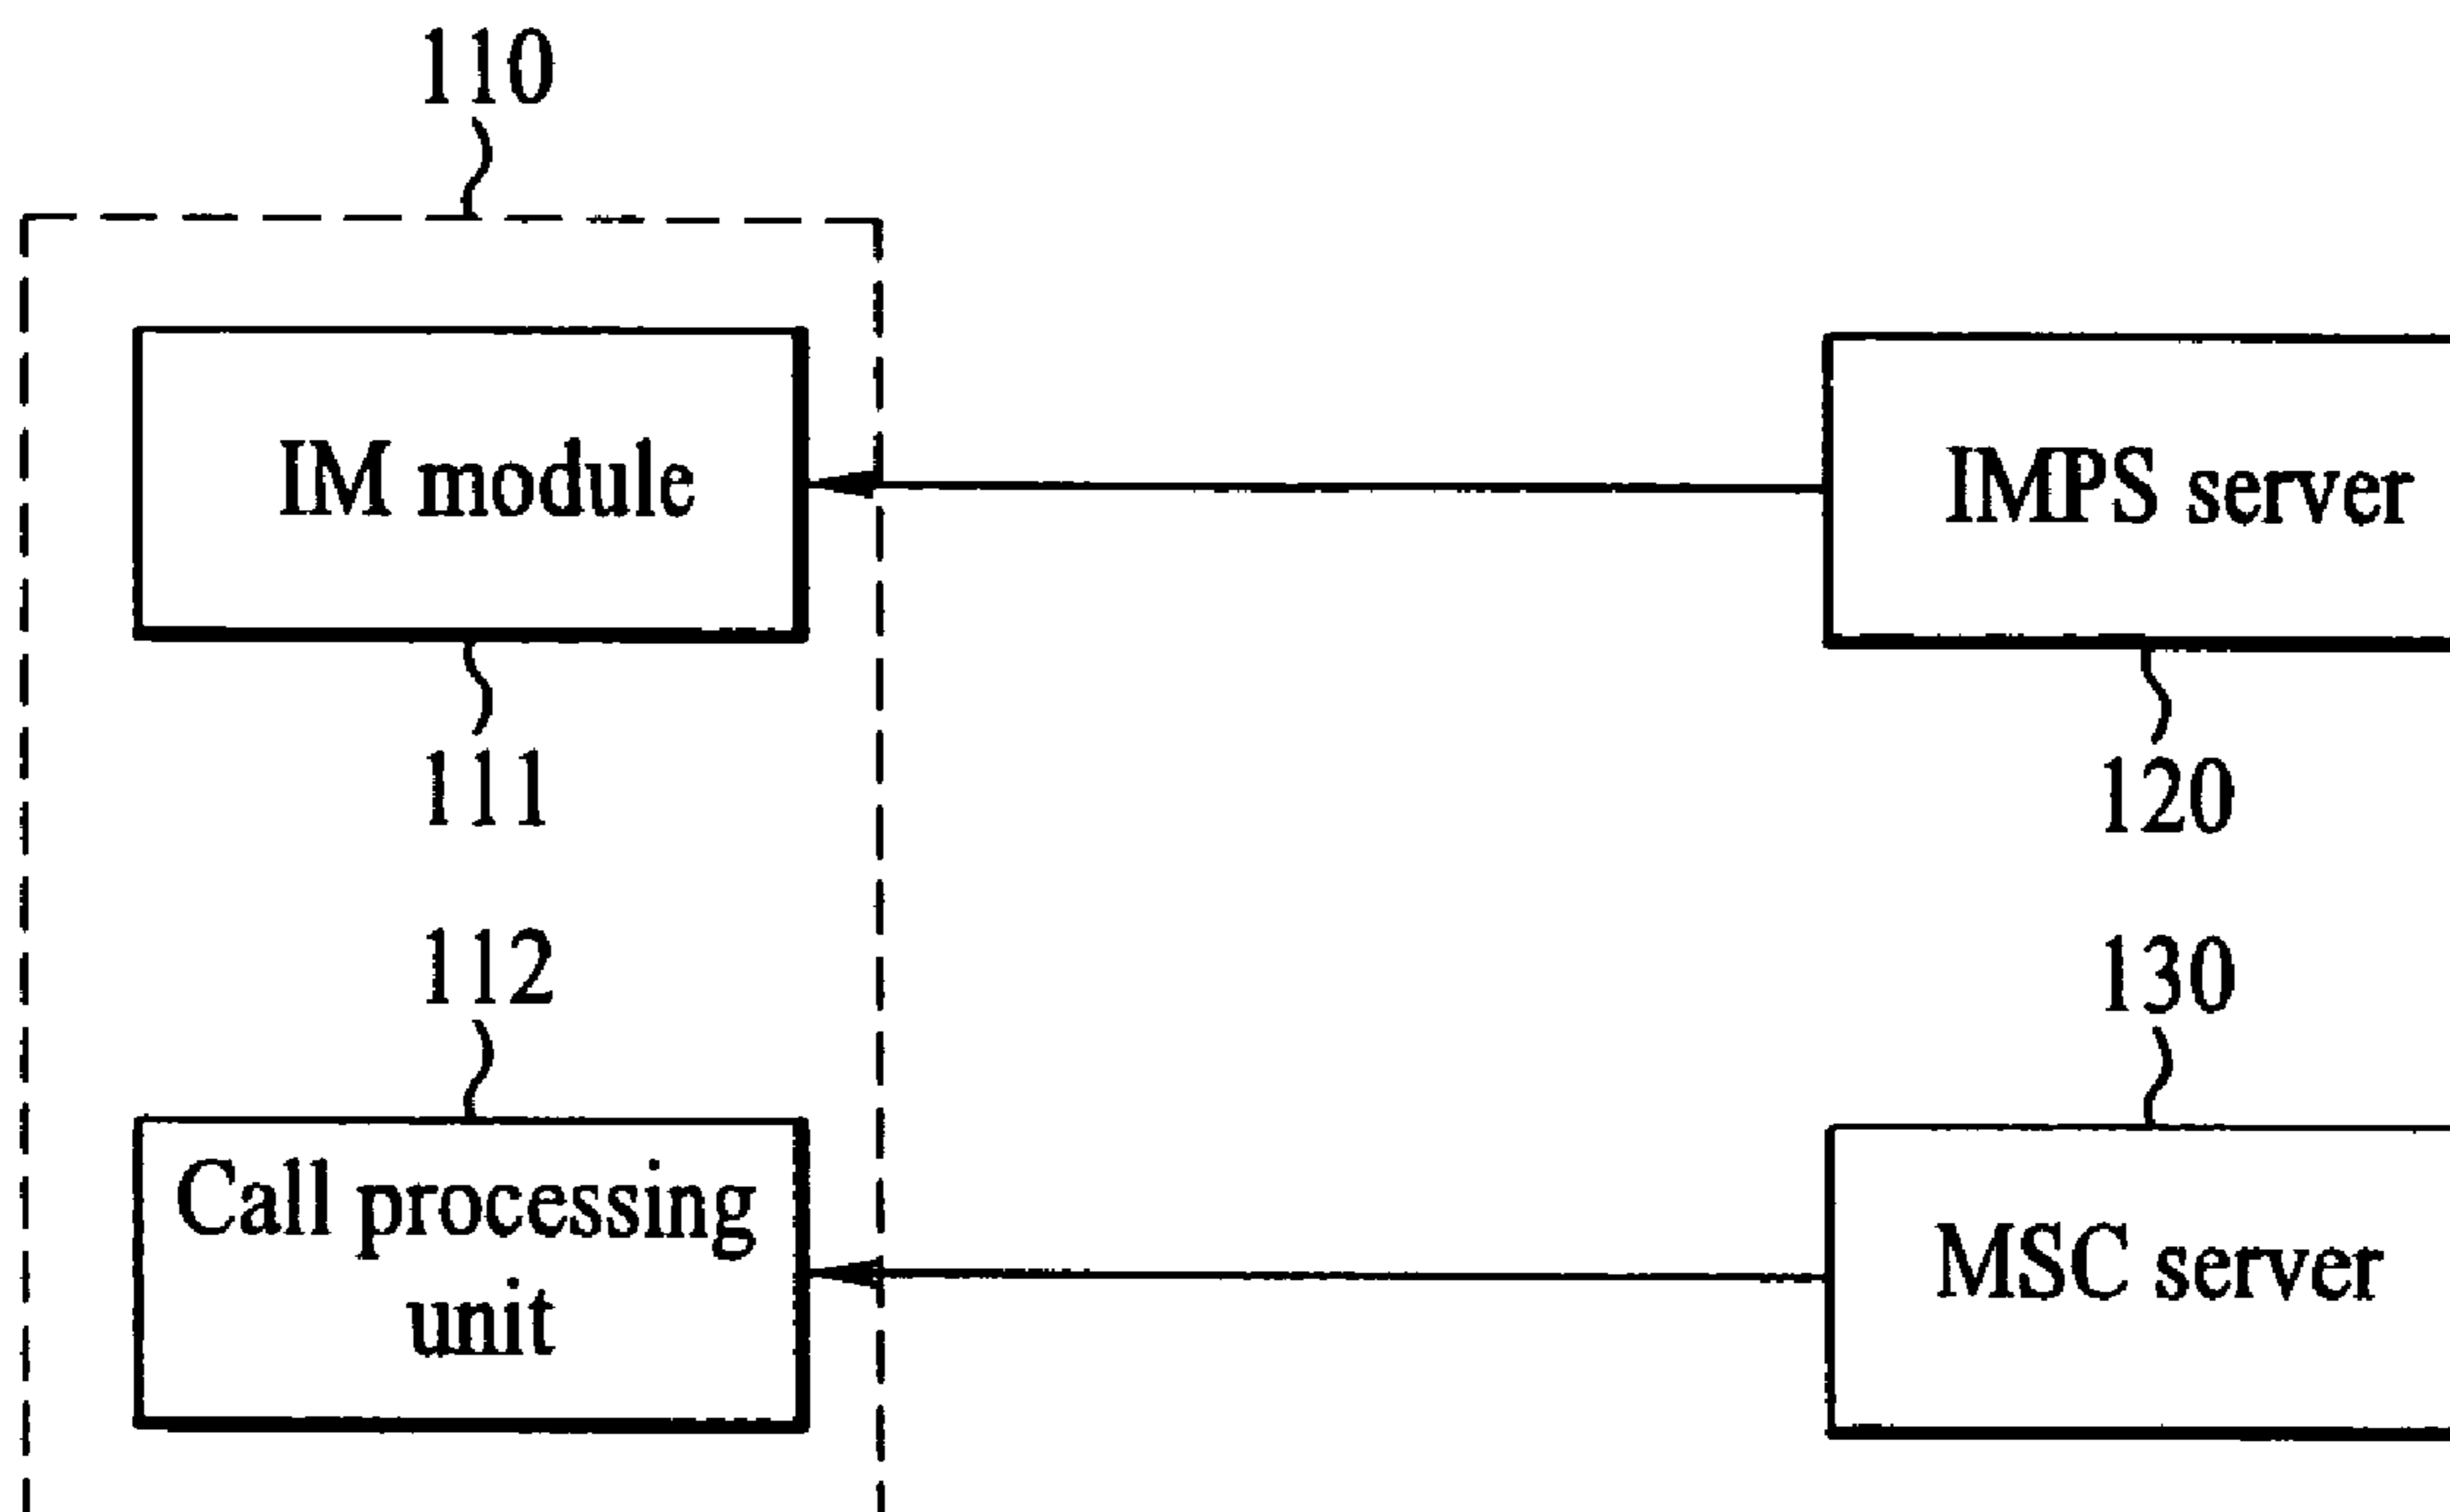 110
IM module
IMPS server
111
120
112
130
Call processing
unit
MSC server